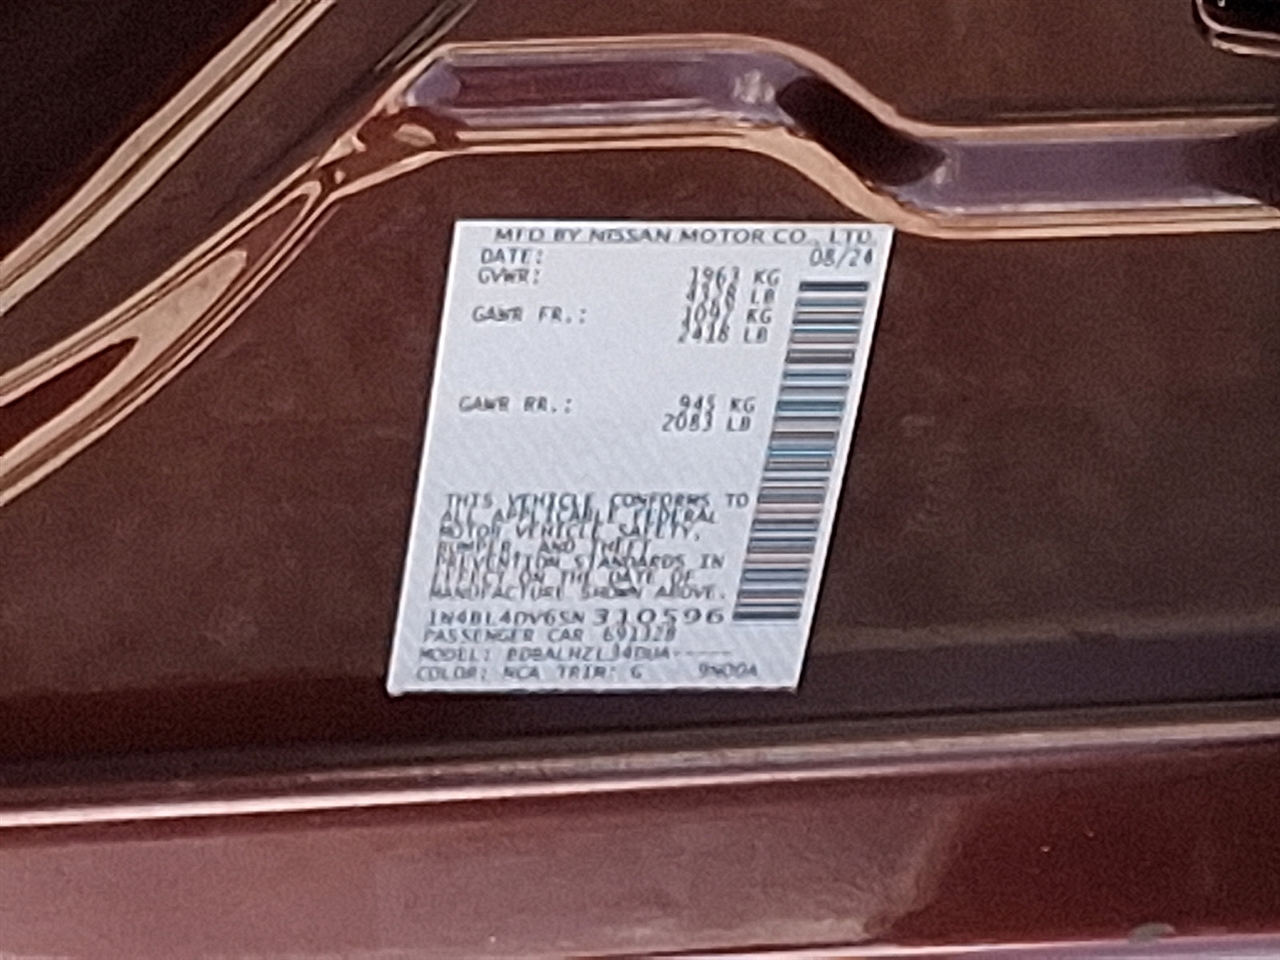 MFD BY NISSAN MOTOR CO., LTD.
DATE: 08/24
GVWR: 1963 KG
4328 LB
GAWR FR.: 1097 KG
2418 LB
GAWR RR.: 945 KG
2083 LB
THIS VEHICLE CONFORMS TO
ALL APPLICABLE FEDERAL
MOTOR VEHICLE SAFETY,
BUMPER, AND THEFT
PREVENTION STANDARDS IN
EFFECT ON THE DATE OF
MANUFACTURE SHOWN ABOVE.
1N4BL4DV6SN310596
PASSENGER CAR
MODEL:
COLOR: NCA TRIM: G